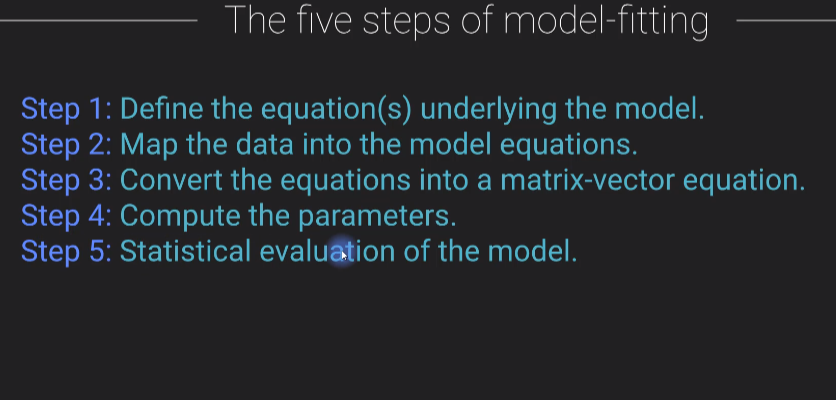 The five steps of model-fitting
Step 1: Define the equation(s) underlying the model.
Step 2: Map the data into the model equations.
Step 3: Convert the equations into a matrix-vector equation.
Step 4: Compute the parameters.
Step 5: Statistical evaluation of the model.